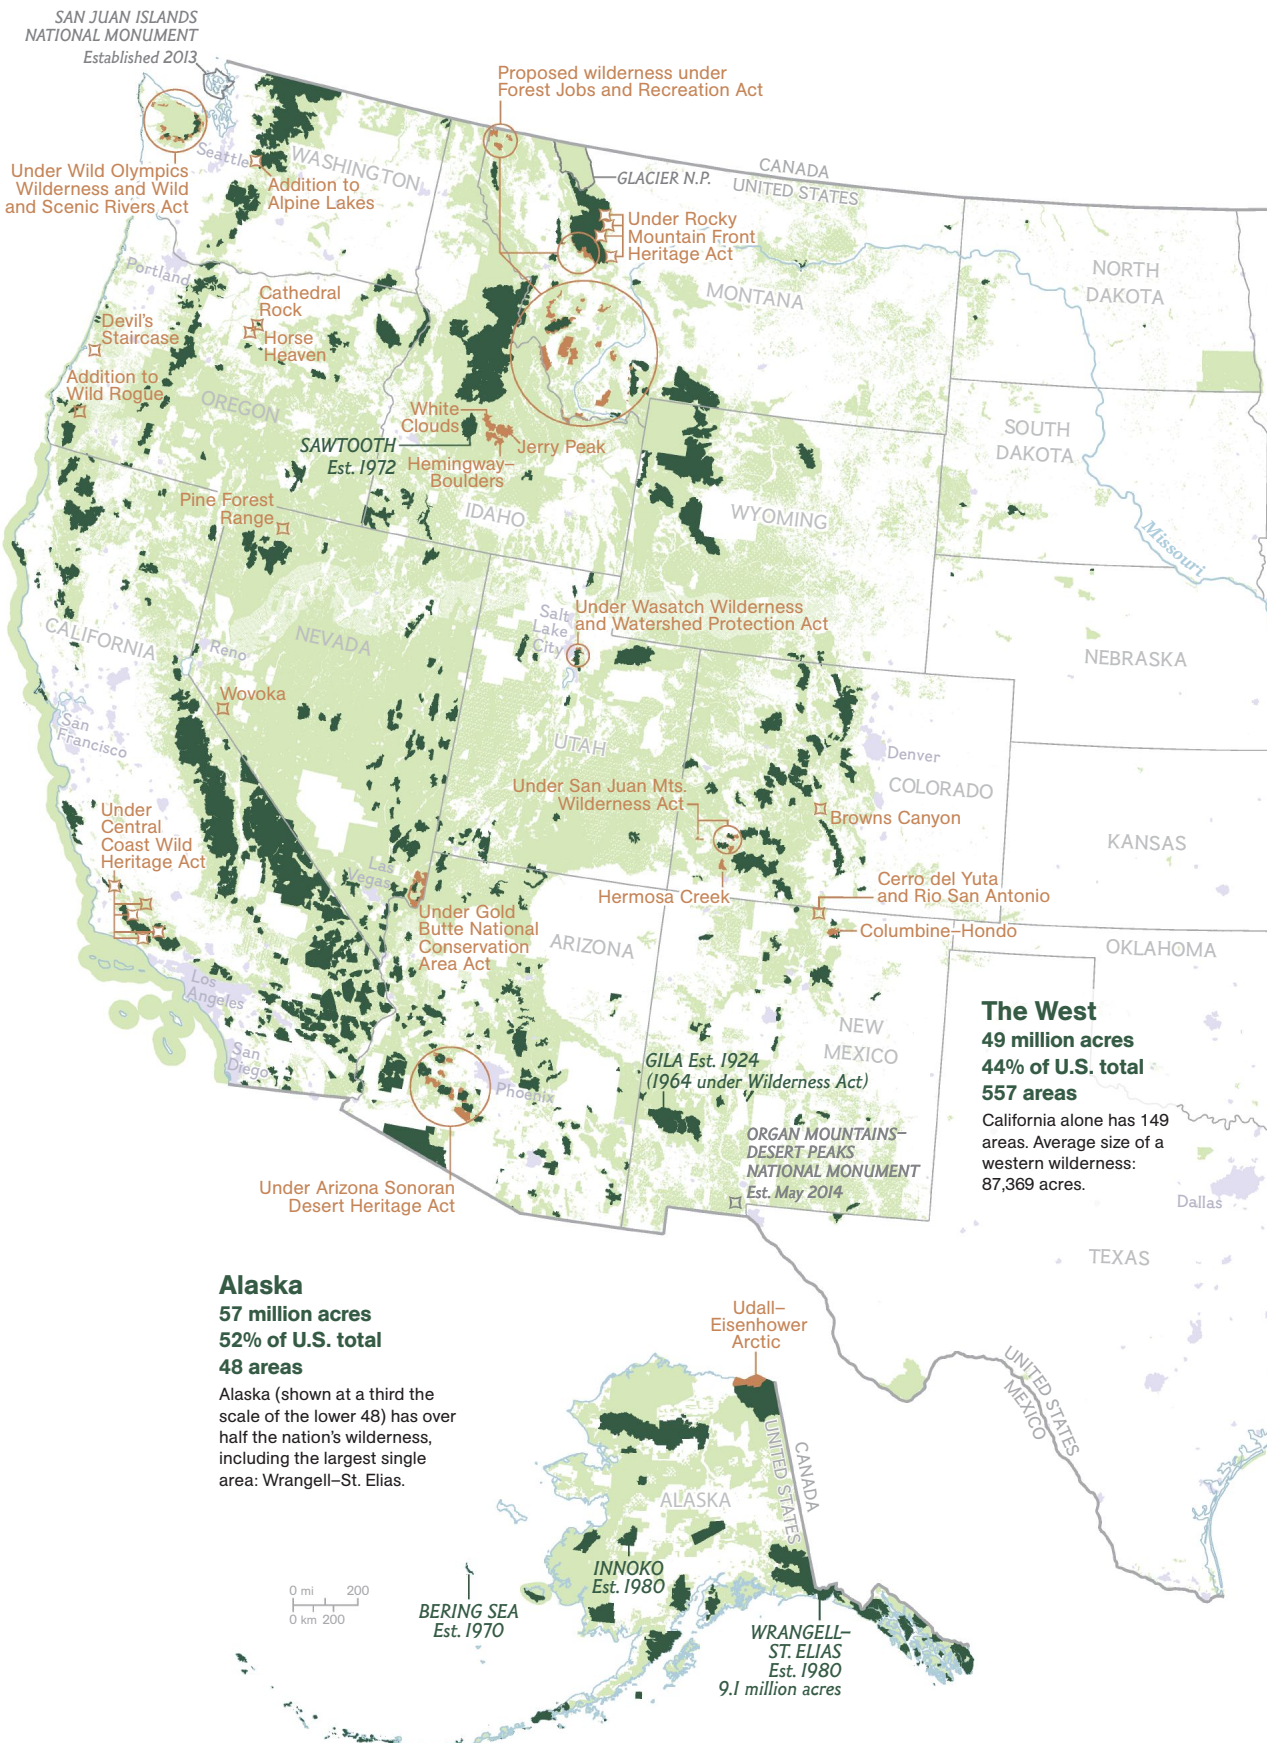 SAN JUAN ISLANDS
NATIONAL MONUMENT
Established 2013
Proposed wilderness under
Forest Jobs and Recreation Act
CANADA
UNITED STATES
GLACIER N.P.
Seattle
WASHINGTON
Under Wild Olympics
Wilderness and Wild
and Scenic Rivers Act
Addition to
Alpine Lakes
Under Rocky
Mountain Front
Heritage Act
Portland
MONTANA
NORTH
DAKOTA
Cathedral
Rock
Horse
Heaven
Devil's
Staircase
Addition to
Wild Rogue
OREGON
White
Clouds
SAWTOOTH
Est. 1972
Jerry Peak
Hemingway–
Boulders
SOUTH
DAKOTA
Pine Forest
Range
IDAHO
WYOMING
Missouri
CALIFORNIA
Reno
NEVADA
Salt
Lake
City
Under Wasatch Wilderness
and Watershed Protection Act
NEBRASKA
Wovoka
San
Francisco
UTAH
Denver
COLORADO
Under San Juan Mts.
Wilderness Act
Browns Canyon
KANSAS
Under
Central
Coast Wild
Heritage Act
Las
Vegas
Hermosa Creek
Cerro del Yuta
and Rio San Antonio
Columbine–Hondo
Under Gold
Butte National
Conservation
Area Act
ARIZONA
OKLAHOMA
Los
Angeles
San
Diego
Phoenix
NEW
MEXICO
GILA Est. 1924
(1964 under Wilderness Act)
ORGAN MOUNTAINS–
DESERT PEAKS
NATIONAL MONUMENT
Est. May 2014
The West
49 million acres
44% of U.S. total
557 areas
California alone has 149
areas. Average size of a
western wilderness:
87,369 acres.
Dallas
TEXAS
Under Arizona Sonoran
Desert Heritage Act
Alaska
57 million acres
52% of U.S. total
48 areas
Alaska (shown at a third the
scale of the lower 48) has over
half the nation's wilderness,
including the largest single
area: Wrangell–St. Elias.
Udall–
Eisenhower
Arctic
UNITED STATES
MEXICO
CANADA
UNITED STATES
ALASKA
INNOKO
Est. 1980
BERING SEA
Est. 1970
WRANGELL–
ST. ELIAS
Est. 1980
9.1 million acres
0 mi 200
0 km 200